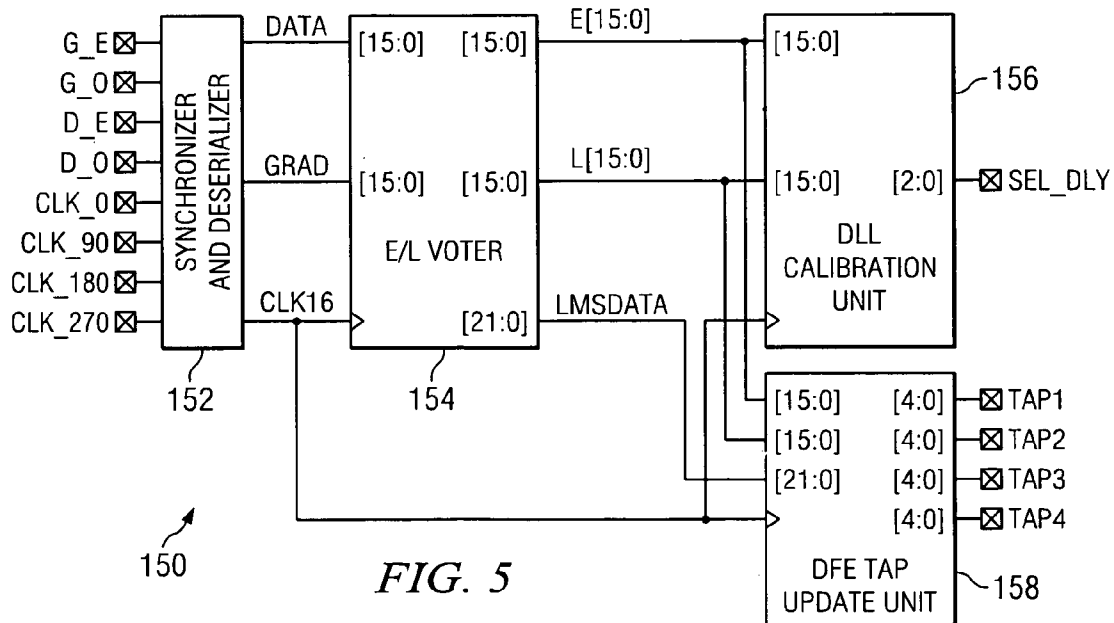 G_E
G_O
D_E
D_O
CLK_0
CLK_90
CLK_180
CLK_270
SYNCHRONIZER
AND DESERIALIZER
152
DATA
GRAD
CLK16
[15:0] [15:0]
[15:0] [15:0]
E/L VOTER
[21:0]
154
E[15:0]
L[15:0]
LMSDATA
[15:0]
[15:0] [2:0]
DLL
CALIBRATION
UNIT
156
SEL_DLY
[15:0] [4:0]
[15:0] [4:0]
[21:0] [4:0]
[4:0]
DFE TAP
UPDATE UNIT
TAP1
TAP2
TAP3
TAP4
158
150
FIG. 5